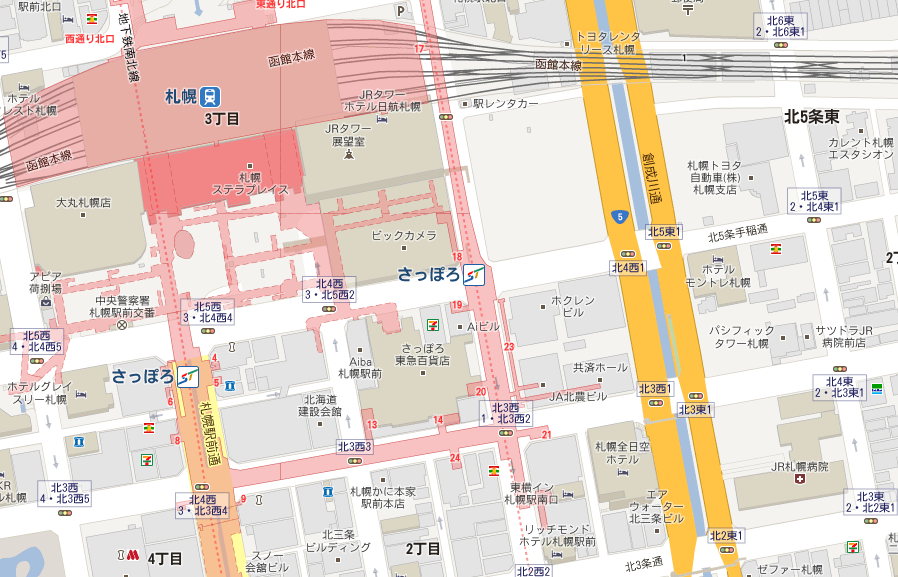 駅前北口
西通り北口
東通り北口
地下鉄南北線
P
札幌北口
北6東
2・北6東1
トヨタレンタ
リース札幌
函館本線
函館本線
函館本線
17
1
札幌
3丁目
JRタワー
ホテル日航札幌
駅レンタカー
JRタワー
展望室
北5条東
ホテル
レスト札幌
札幌
ステラプレイス
大丸札幌店
創成川通
札幌トヨタ
自動車(株)
札幌支店
カレント札幌
エスタシオン
北5東
2・北4東1
5
北5東1
北5条手稲通
ビックカメラ
18
さっぽろ
北4西1
ホテル
モントレ札幌
アピア
荷捌場
中央警察署
札幌駅前交番
北4西
3・北5西2
北5西
3・北4西4
19
ホクレン
ビル
Aiビル
北5西
4・北4西5
23
パシフィック
タワー札幌
サツドラJR
病院前店
さっぽろ
東急百貨店
Aiba
札幌駅前
共済ホール
JA北農ビル
さっぽろ
4
5
6
8
ホテルグレイ
スリー札幌
北4東
2・北3東1
北3西1
北3東1
20
北3西
1・北3西2
北海道
建設会館
13
14
21
24
札幌駅前通
北3西3
札幌全日空
ホテル
JR札幌病院
北3西
4・北3西5
北4西
3・北3西4
9
札幌かに本家
駅前本店
東横イン
札幌駅南口
エア
ウォーター
北三条ビル
北3東
2・北2東1
北三条
ビルディング
リッチモンド
ホテル札幌駅前
北2東1
4丁目
スノー
会館ビル
2丁目
北2西2
北3条通
ゼファー札幌